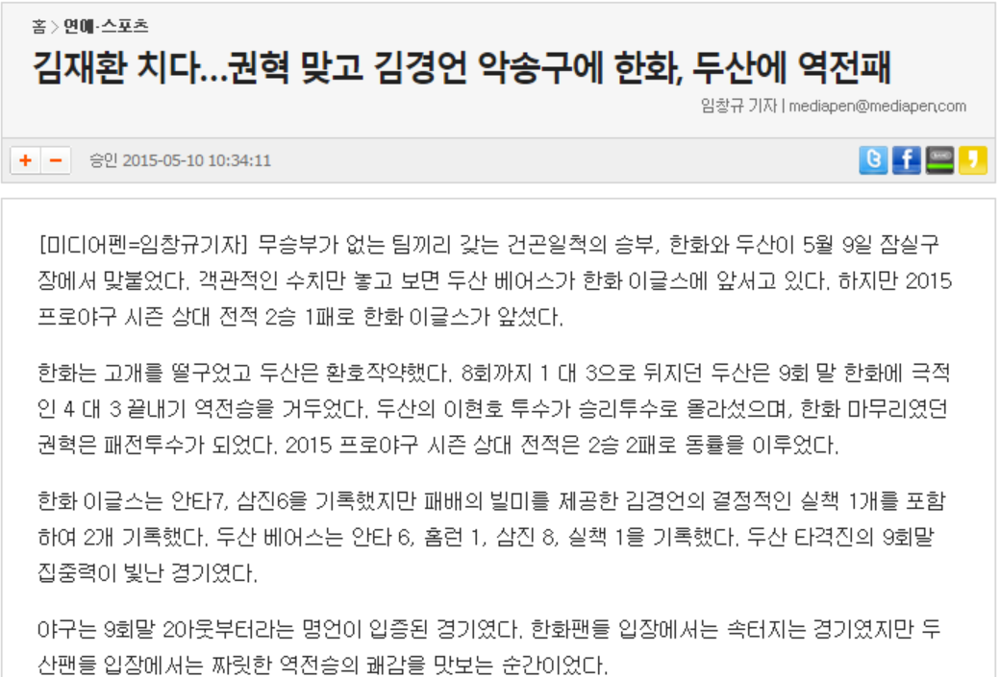 홈 > 연예·스포츠
김재환 치다...권혁 맞고 김경언 악송구에 한화, 두산에 역전패
임창규 기자 | mediapen@mediapen.com
+ − 승인 2015-05-10 10:34:11
[미디어펜=임창규기자] 무승부가 없는 팀끼리 갖는 건곤일척의 승부, 한화와 두산이 5월 9일 잠실구
장에서 맞붙었다. 객관적인 수치만 놓고 보면 두산 베어스가 한화 이글스에 앞서고 있다. 하지만 2015
프로야구 시즌 상대 전적 2승 1패로 한화 이글스가 앞섰다.
한화는 고개를 떨구었고 두산은 환호작약했다. 8회까지 1 대 3으로 뒤지던 두산은 9회 말 한화에 극적
인 4 대 3 끝내기 역전승을 거두었다. 두산의 이현호 투수가 승리투수로 올라섰으며, 한화 마무리였던
권혁은 패전투수가 되었다. 2015 프로야구 시즌 상대 전적은 2승 2패로 동률을 이루었다.
한화 이글스는 안타7, 삼진6을 기록했지만 패배의 빌미를 제공한 김경언의 결정적인 실책 1개를 포함
하여 2개 기록했다. 두산 베어스는 안타 6, 홈런 1, 삼진 8, 실책 1을 기록했다. 두산 타격진의 9회말
집중력이 빛난 경기였다.
야구는 9회말 2아웃부터라는 명언이 입증된 경기였다. 한화팬들 입장에서는 속터지는 경기였지만 두
산팬들 입장에서는 짜릿한 역전승의 쾌감을 맛보는 순간이었다.